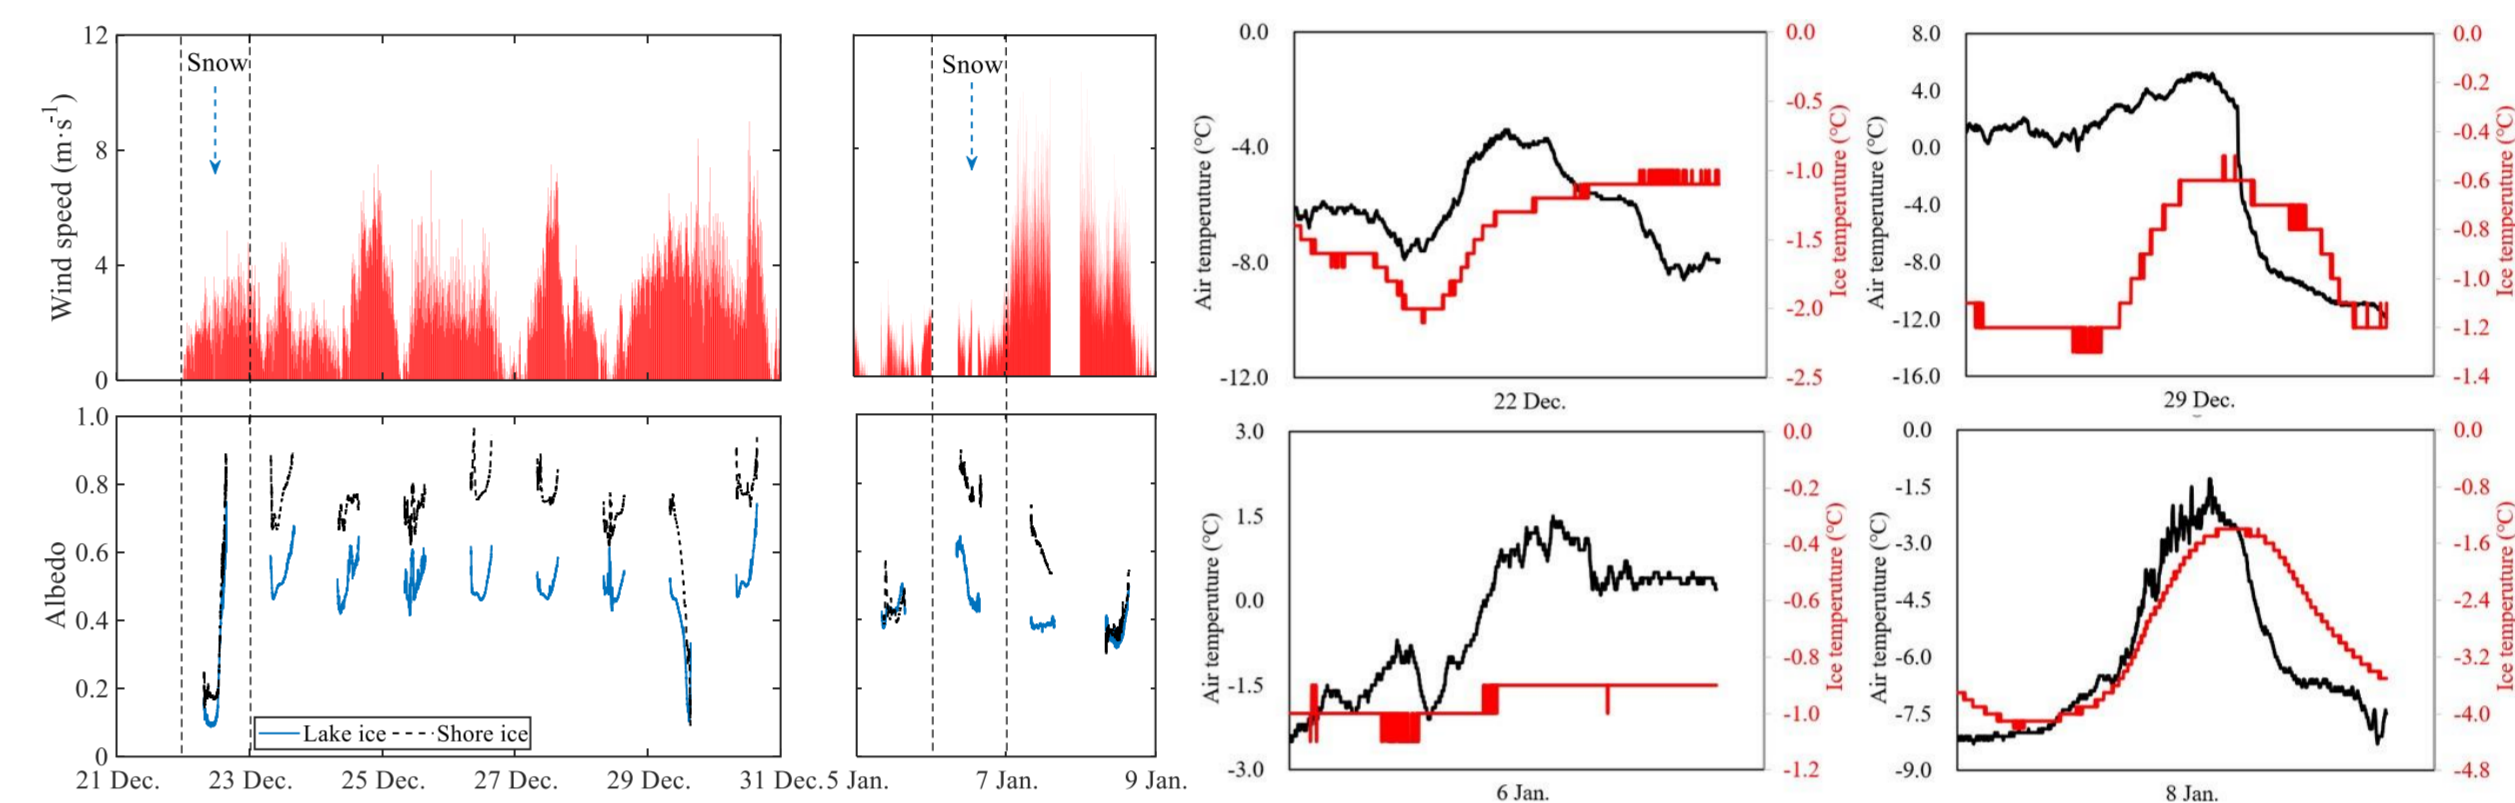 12
8
4
0
Wind speed (m·s-1)
Snow
Snow
1.0
0.8
0.6
0.4
0.2
0
Albedo
Lake ice
Shore ice
21 Dec.
23 Dec.
25 Dec.
27 Dec.
29 Dec.
31 Dec.
5 Jan.
7 Jan.
9 Jan.
0.0
-4.0
-8.0
-12.0
Air temperuture (°C)
0.0
-0.5
-1.0
-1.5
-2.0
-2.5
Ice temperuture (°C)
22 Dec.
8.0
4.0
0.0
-4.0
-8.0
-12.0
-16.0
Air temperuture (°C)
0.0
-0.2
-0.4
-0.6
-0.8
-1.0
-1.2
-1.4
Ice temperuture (°C)
29 Dec.
3.0
1.5
0.0
-1.5
-3.0
Air temperuture (°C)
0.0
-0.2
-0.4
-0.6
-0.8
-1.0
-1.2
Ice temperuture (°C)
6 Jan.
0.0
-1.5
-3.0
-4.5
-6.0
-7.5
-9.0
Air temperuture (°C)
0.0
-0.8
-1.6
-2.4
-3.2
-4.0
-4.8
Ice temperuture (°C)
8 Jan.